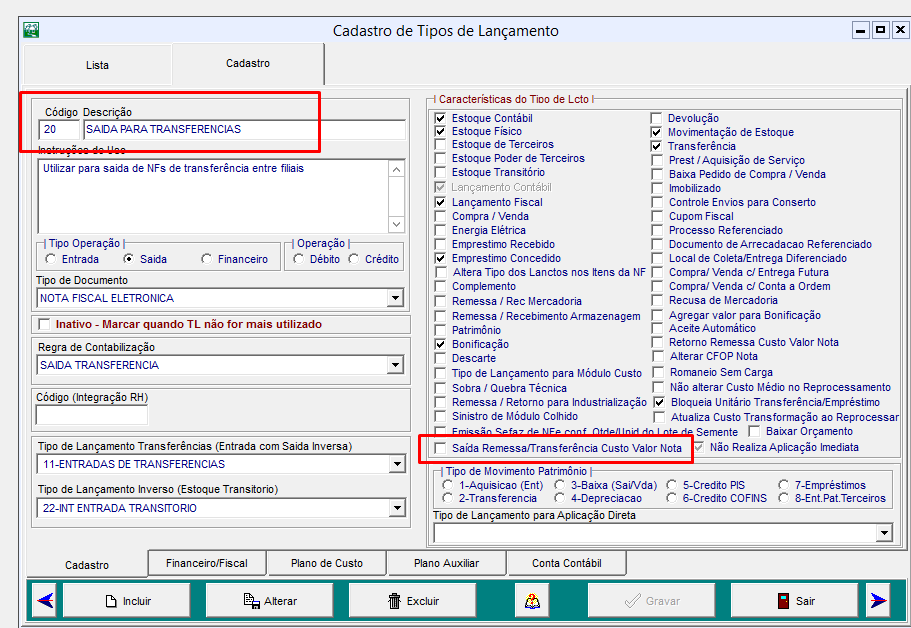 Cadastro de Tipos de Lançamento
Lista
Cadastro
Código Descrição
20 SAIDA PARA TRANSFERENCIAS
Instruções de Uso
Utilizar para saida de NFs de transferência entre filiais
Tipo Operação
Entrada Saida Financeiro
Operação
Débito Crédito
Tipo de Documento
NOTA FISCAL ELETRONICA
Inativo - Marcar quando TL não for mais utilizado
Regra de Contabilização
SAIDA TRANSFERENCIA
Código (Integração RH)
Tipo de Lançamento Transferências (Entrada com Saida Inversa)
11-ENTRADAS DE TRANSFERENCIAS
Tipo de Lançamento Inverso (Estoque Transitorio)
22-INT ENTRADA TRANSITORIO
Características do Tipo de Lcto
Estoque Contábil
Estoque Físico
Estoque de Terceiros
Estoque Poder de Terceiros
Estoque Transitório
Lançamento Contábil
Lançamento Fiscal
Compra / Venda
Energia Elétrica
Emprestimo Recebido
Emprestimo Concedido
Altera Tipo dos Lanctos nos Itens da NF
Complemento
Remessa / Rec Mercadoria
Remessa / Recebimento Armazenagem
Patrimônio
Bonificação
Descarte
Tipo de Lançamento para Módulo Custo
Sobra / Quebra Técnica
Remessa / Retorno para Industrialização
Sinistro de Módulo Colhido
Emissão Sefaz de NFe conf. Qtde/Unid do Lote de Semente
Saída Remessa/Transferência Custo Valor Nota
Devolução
Movimentação de Estoque
Transferência
Prest / Aquisição de Serviço
Baixa Pedido de Compra / Venda
Imobilizado
Controle Envios para Conserto
Cupom Fiscal
Processo Referenciado
Documento de Arrecadacao Referenciado
Local de Coleta/Entrega Diferenciado
Compra/ Venda c/ Entrega Futura
Compra/ Venda c/ Conta a Ordem
Recusa de Mercadoria
Agregar valor para Bonificação
Aceite Automático
Retorno Remessa Custo Valor Nota
Alterar CFOP Nota
Romaneio Sem Carga
Não alterar Custo Médio no Reprocessamento
Bloqueia Unitário Transferência/Empréstimo
Atualiza Custo Transformação ao Reprocessar
Baixar Orçamento
Não Realiza Aplicação Imediata
Tipo de Movimento Patrimônio
1-Aquisicao (Ent) 3-Baixa (Sai/Vda) 5-Credito PIS 7-Empréstimos
2-Transferencia 4-Depreciacao 6-Credito COFINS 8-Ent.Pat.Terceiros
Tipo de Lançamento para Aplicação Direta
Cadastro Financeiro/Fiscal Plano de Custo Plano Auxiliar Conta Contábil
Incluir Alterar Excluir Gravar Sair